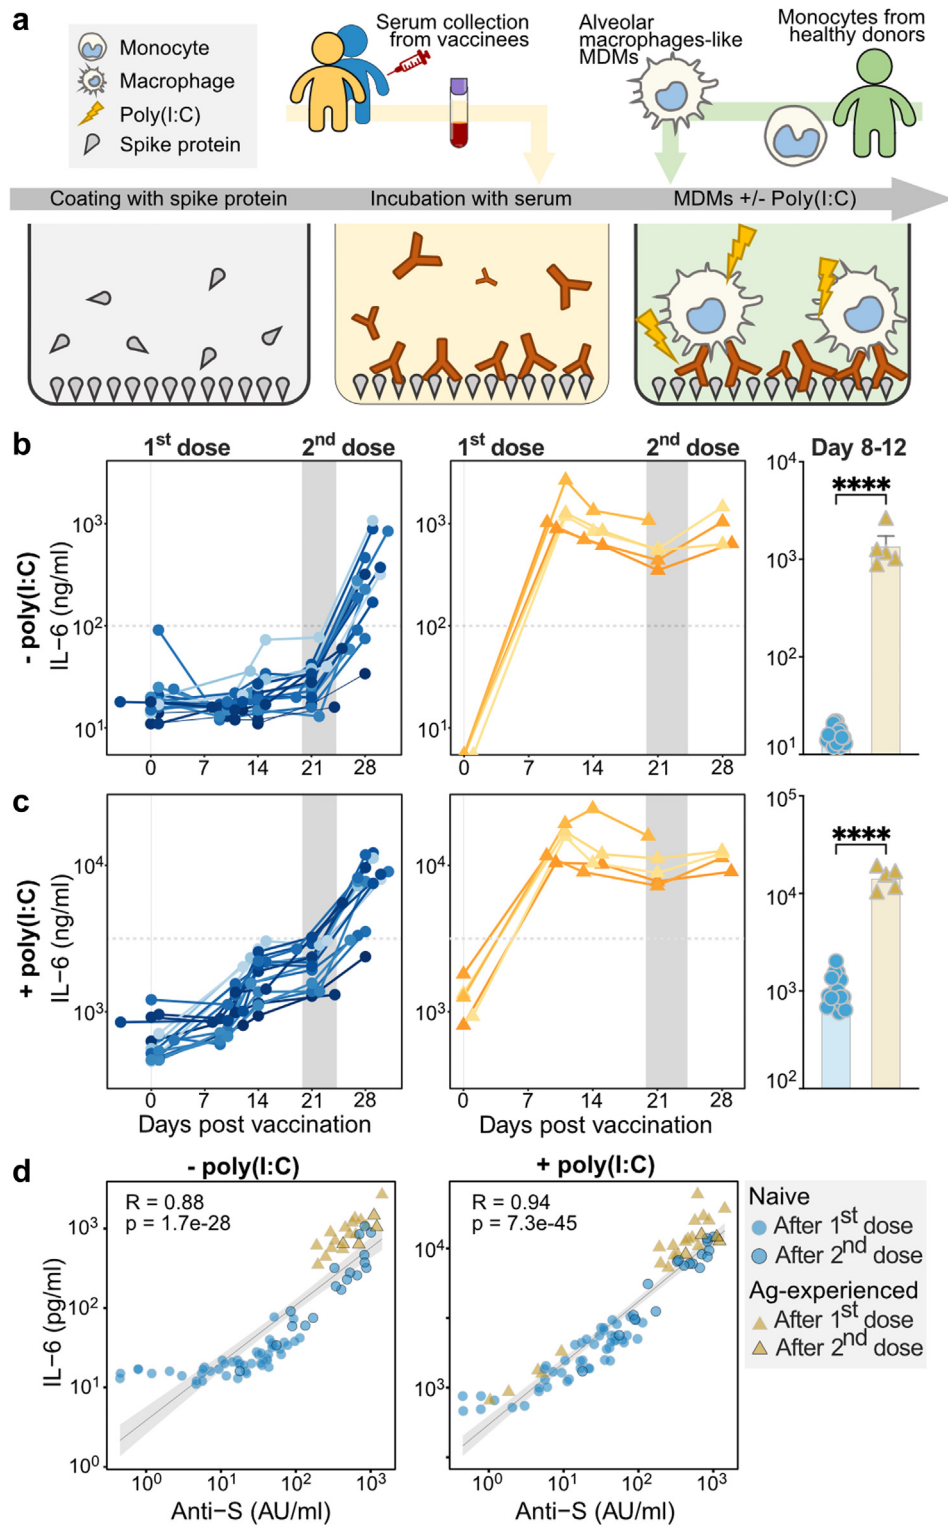 a
Monocyte
Macrophage
Poly(I:C)
Spike protein
Serum collection
from vaccinees
Alveolar
macrophages-like
MDMs
Monocytes from
healthy donors
Coating with spike protein
Incubation with serum
MDMs +/- Poly(I:C)
b
1st dose
2nd dose
1st dose
2nd dose
Day 8-12
- poly(I:C)
IL-6 (ng/ml)
10³
10²
10¹
0 7 14 21 28
10³
10²
10¹
0 7 14 21 28
10⁴
10³
10²
10¹
****
c
+ poly(I:C)
IL-6 (ng/ml)
10⁴
10³
0 7 14 21 28
Days post vaccination
10⁴
10³
0 7 14 21 28
Days post vaccination
10⁵
10⁴
10³
10²
****
d
- poly(I:C)
R = 0.88
p = 1.7e-28
IL-6 (pg/ml)
10³
10²
10¹
10⁰
10⁰ 10¹ 10² 10³
Anti-S (AU/ml)
+ poly(I:C)
R = 0.94
p = 7.3e-45
10⁴
10³
10⁰ 10¹ 10² 10³
Anti-S (AU/ml)
Naive
After 1st dose
After 2nd dose
Ag-experienced
After 1st dose
After 2nd dose